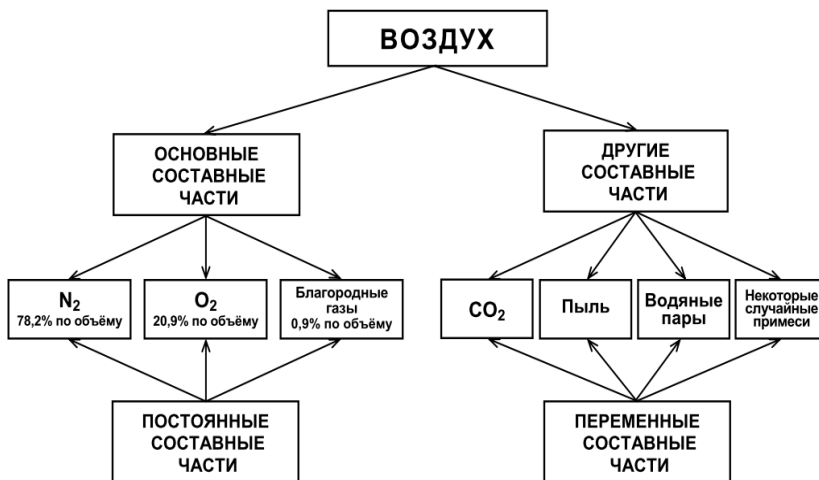 ВОЗДУХ
ОСНОВНЫЕ
СОСТАВНЫЕ
ЧАСТИ
ДРУГИЕ
СОСТАВНЫЕ
ЧАСТИ
N₂
78,2% по объёму
O₂
20,9% по объёму
Благородные
газы
0,9% по объёму
CO₂
Пыль
Водяные
пары
Некоторые
случайные
примеси
ПОСТОЯННЫЕ
СОСТАВНЫЕ
ЧАСТИ
ПЕРЕМЕННЫЕ
СОСТАВНЫЕ
ЧАСТИ